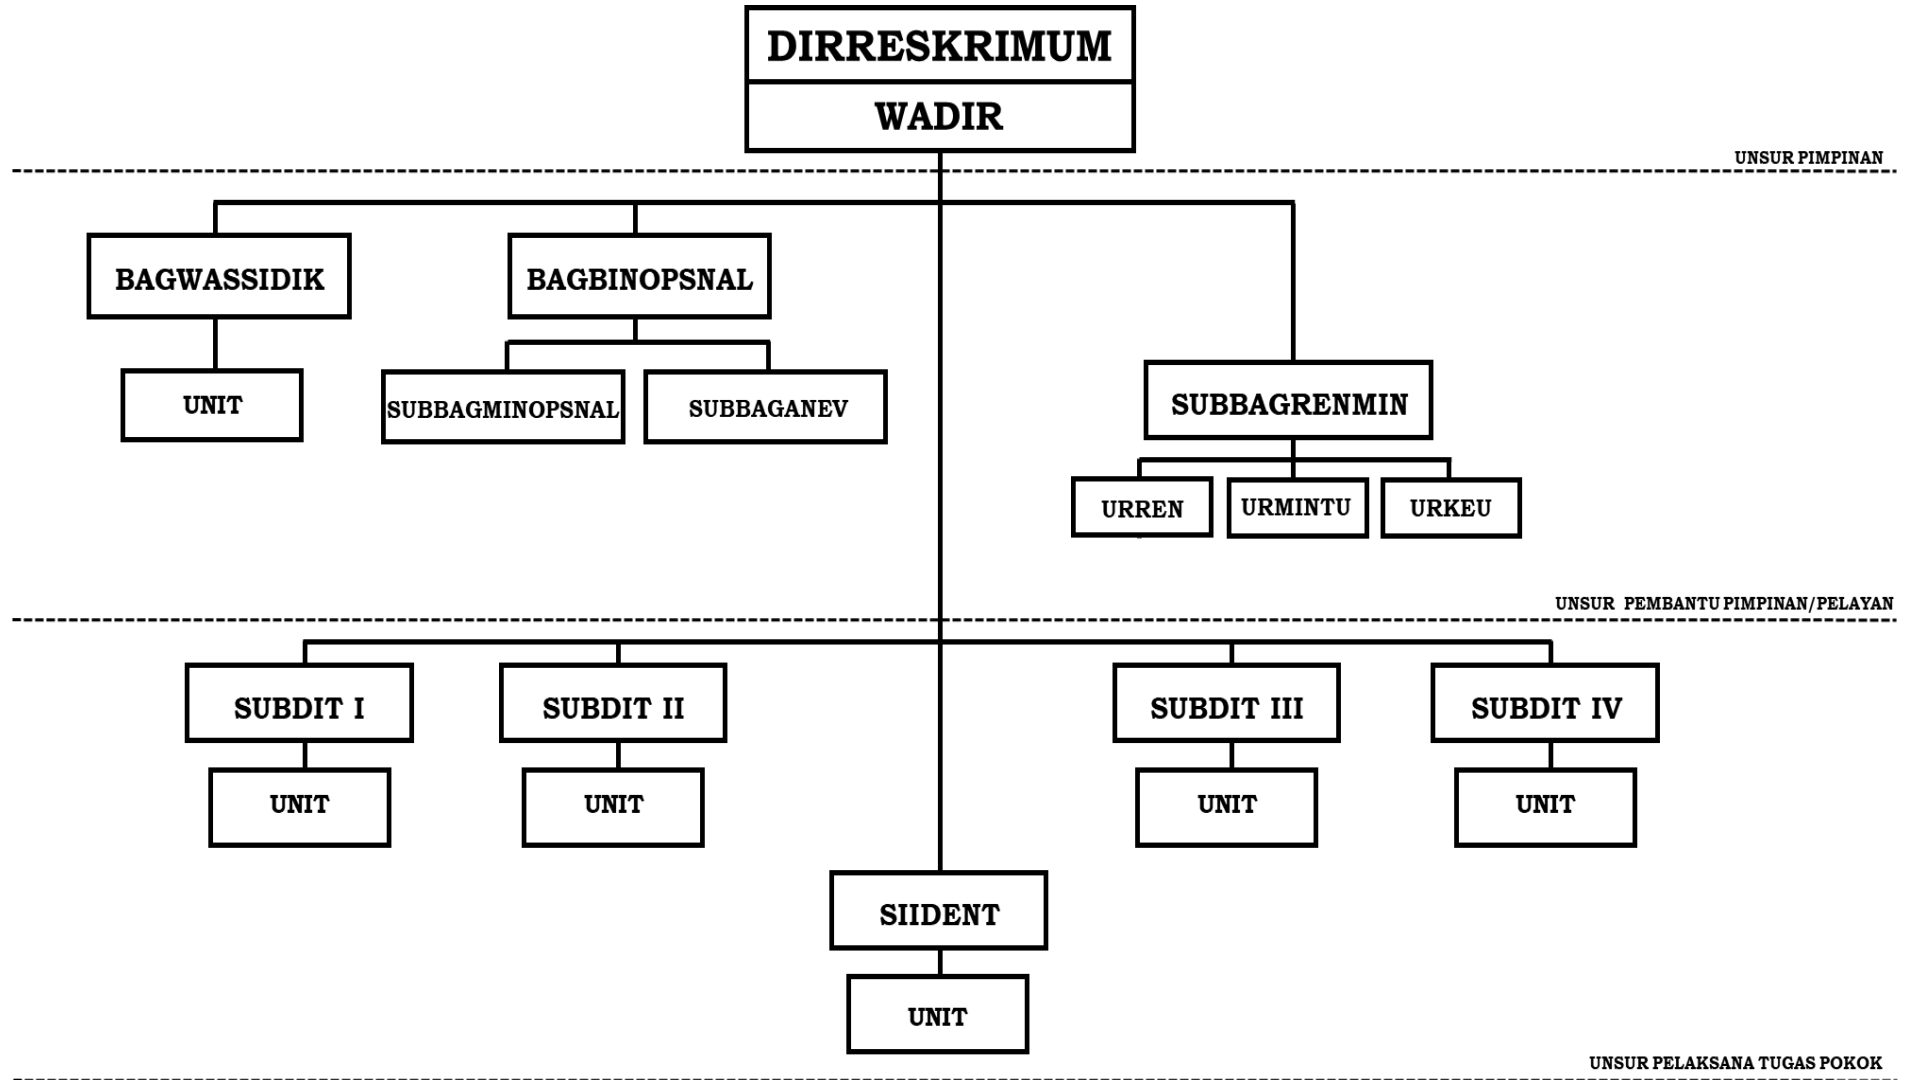 DIRRESKRIMUM
WADIR
UNSUR PIMPINAN
BAGWASSIDIK
BAGBINOPSNAL
UNIT
SUBBAGMINOPSNAL
SUBBAGANEV
SUBBAGRENMIN
URREN
URMINTU
URKEU
UNSUR PEMBANTU PIMPINAN/PELAYAN
SUBDIT I
SUBDIT II
SUBDIT III
SUBDIT IV
UNIT
UNIT
UNIT
UNIT
SIIDENT
UNIT
UNSUR PELAKSANA TUGAS POKOK